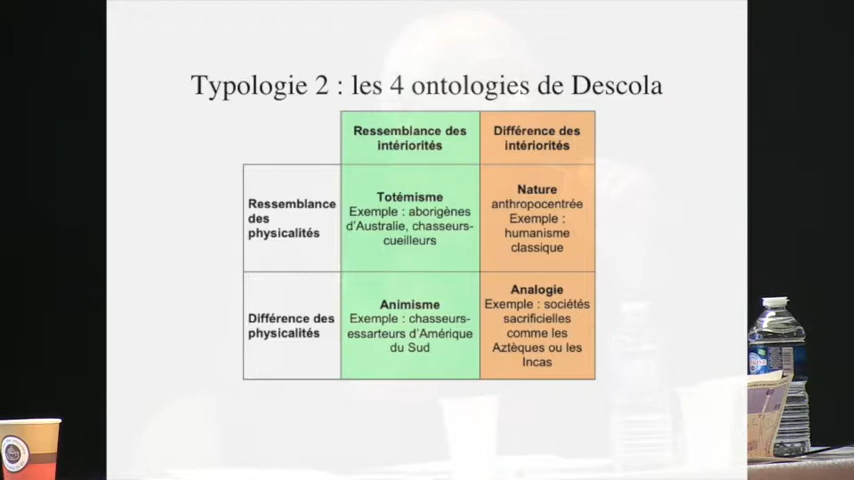 Typologie 2 : les 4 ontologies de Descola
Ressemblance des
intériorités
Différence des
intériorités
Ressemblance
des
physicalités
Totémisme
Exemple : aborigènes
d'Australie, chasseurs-
cueilleurs
Nature
anthropocentrée
Exemple :
humanisme
classique
Différence des
physicalités
Animisme
Exemple : chasseurs-
essarteurs d'Amérique
du Sud
Analogie
Exemple : sociétés
sacrificielles
comme les
Aztèques ou les
Incas